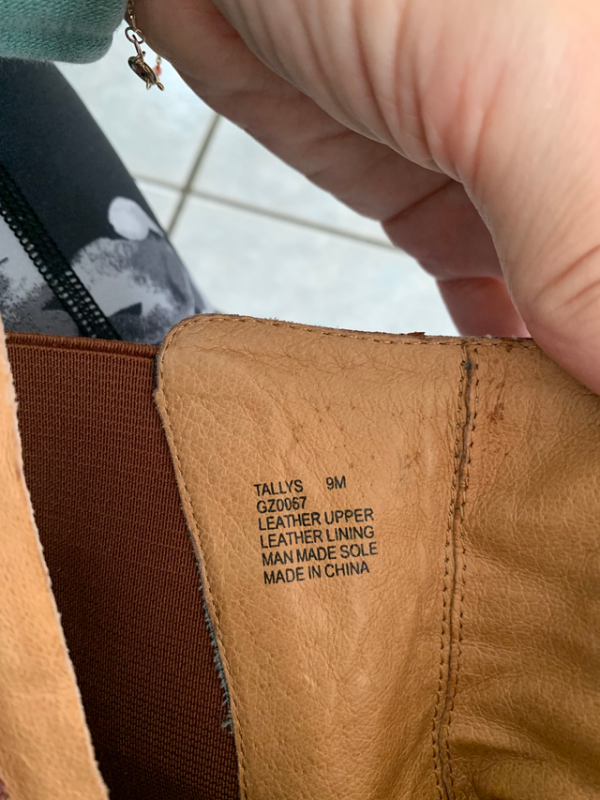 TALLYS 9M
GZ0067
LEATHER UPPER
LEATHER LINING
MAN MADE SOLE
MADE IN CHINA